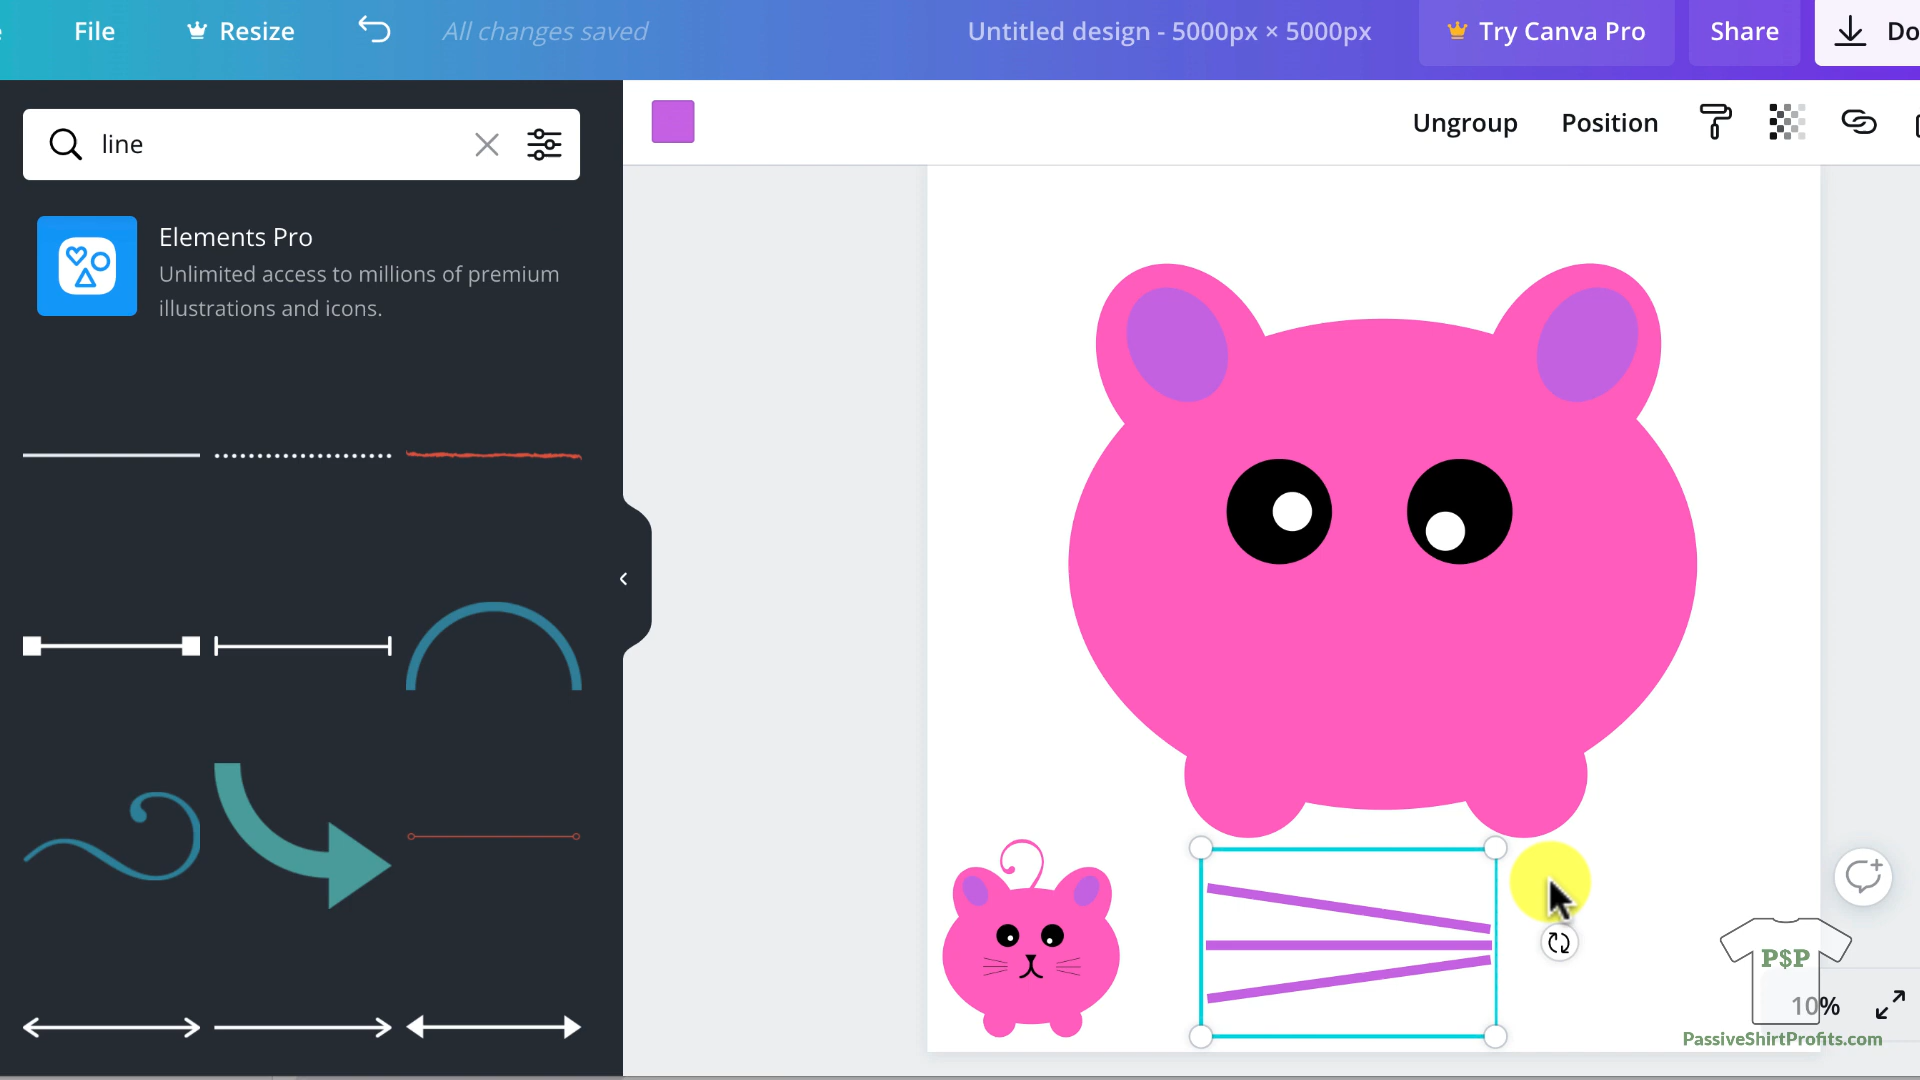 File
Resize
All changes saved
Untitled design - 5000px × 5000px
Try Canva Pro
Share
Do
line
Ungroup
Position
Elements Pro
Unlimited access to millions of premium
illustrations and icons.
P$P
10%
PassiveShirtProfits.com